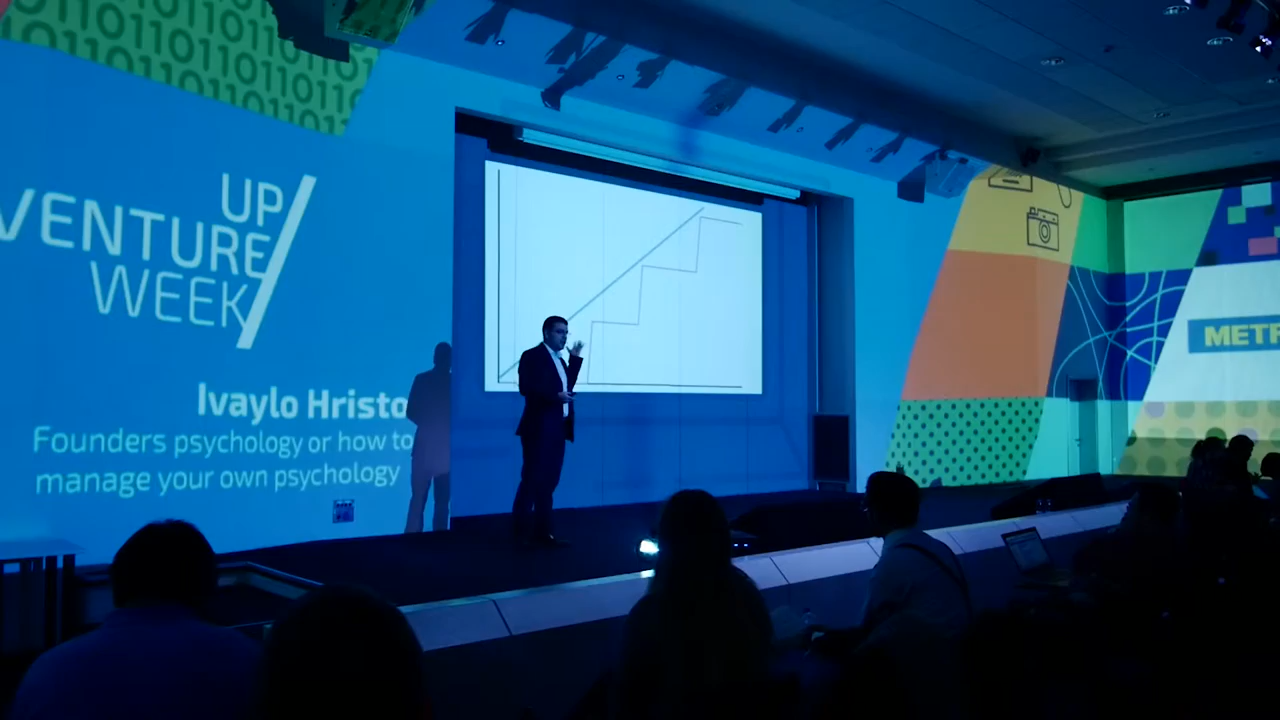 UP
VENTURE
WEEK
Ivaylo Hristo
Founders psychology or how to
manage your own psychology
METR